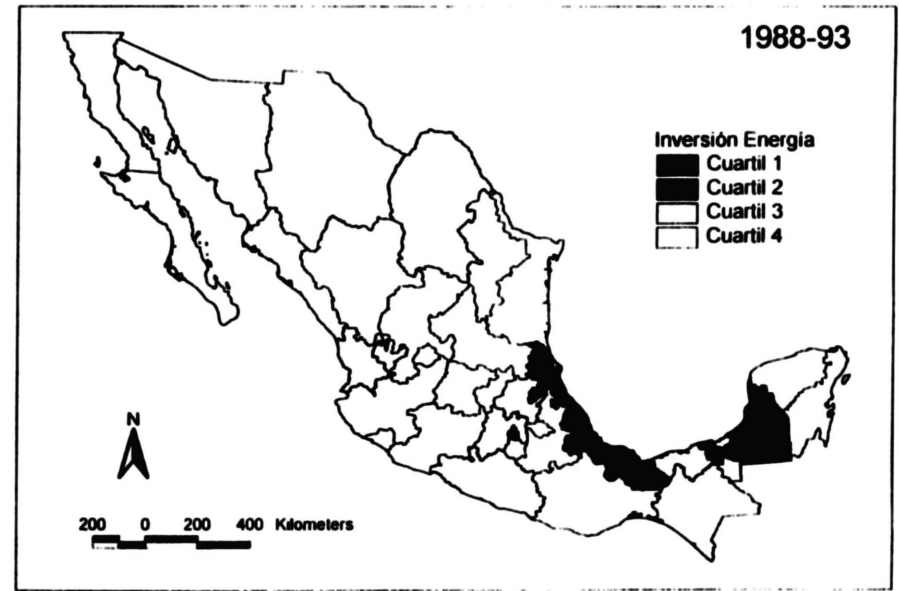 1988-93
Inversión Energía
Cuartil 1
Cuartil 2
Cuartil 3
Cuartil 4
N
200 0 200 400 Kilometers